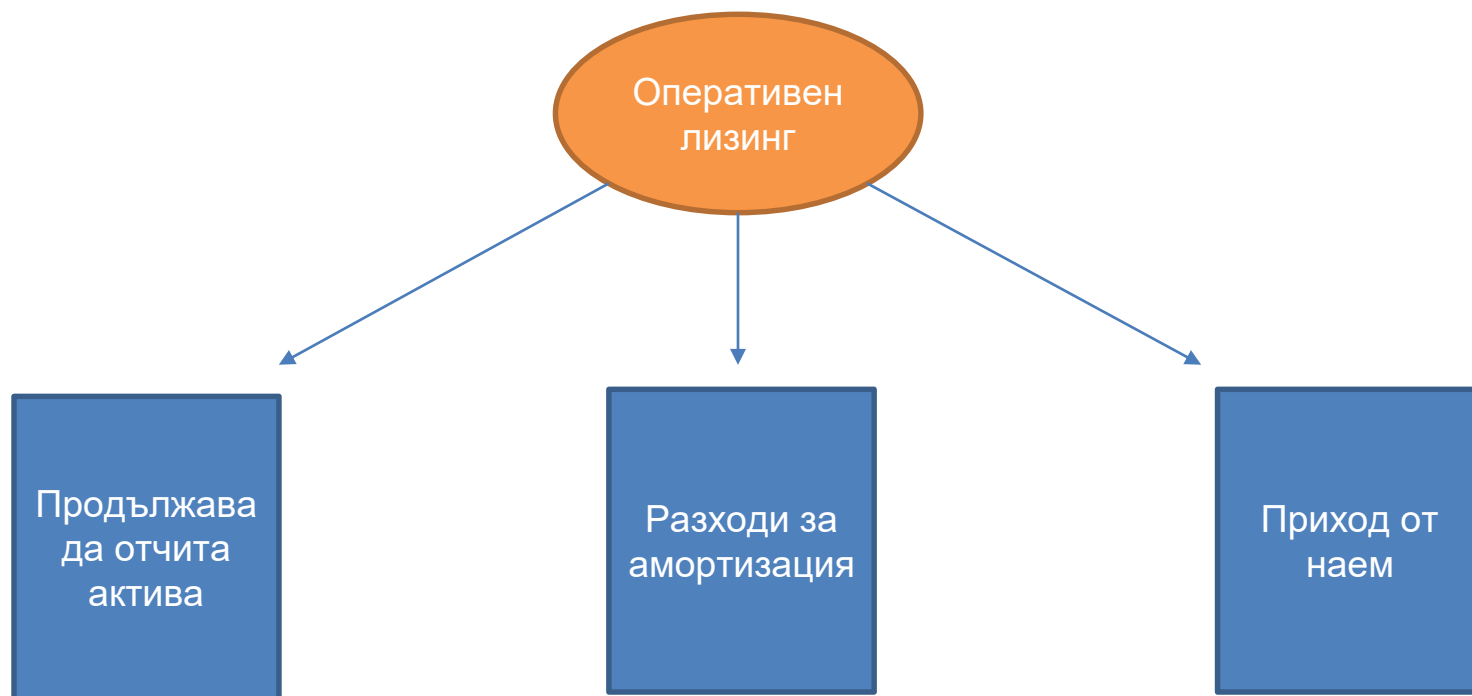 Оперативен
лизинг
Продължава
да отчита
актива
Разходи за
амортизация
Приход от
наем